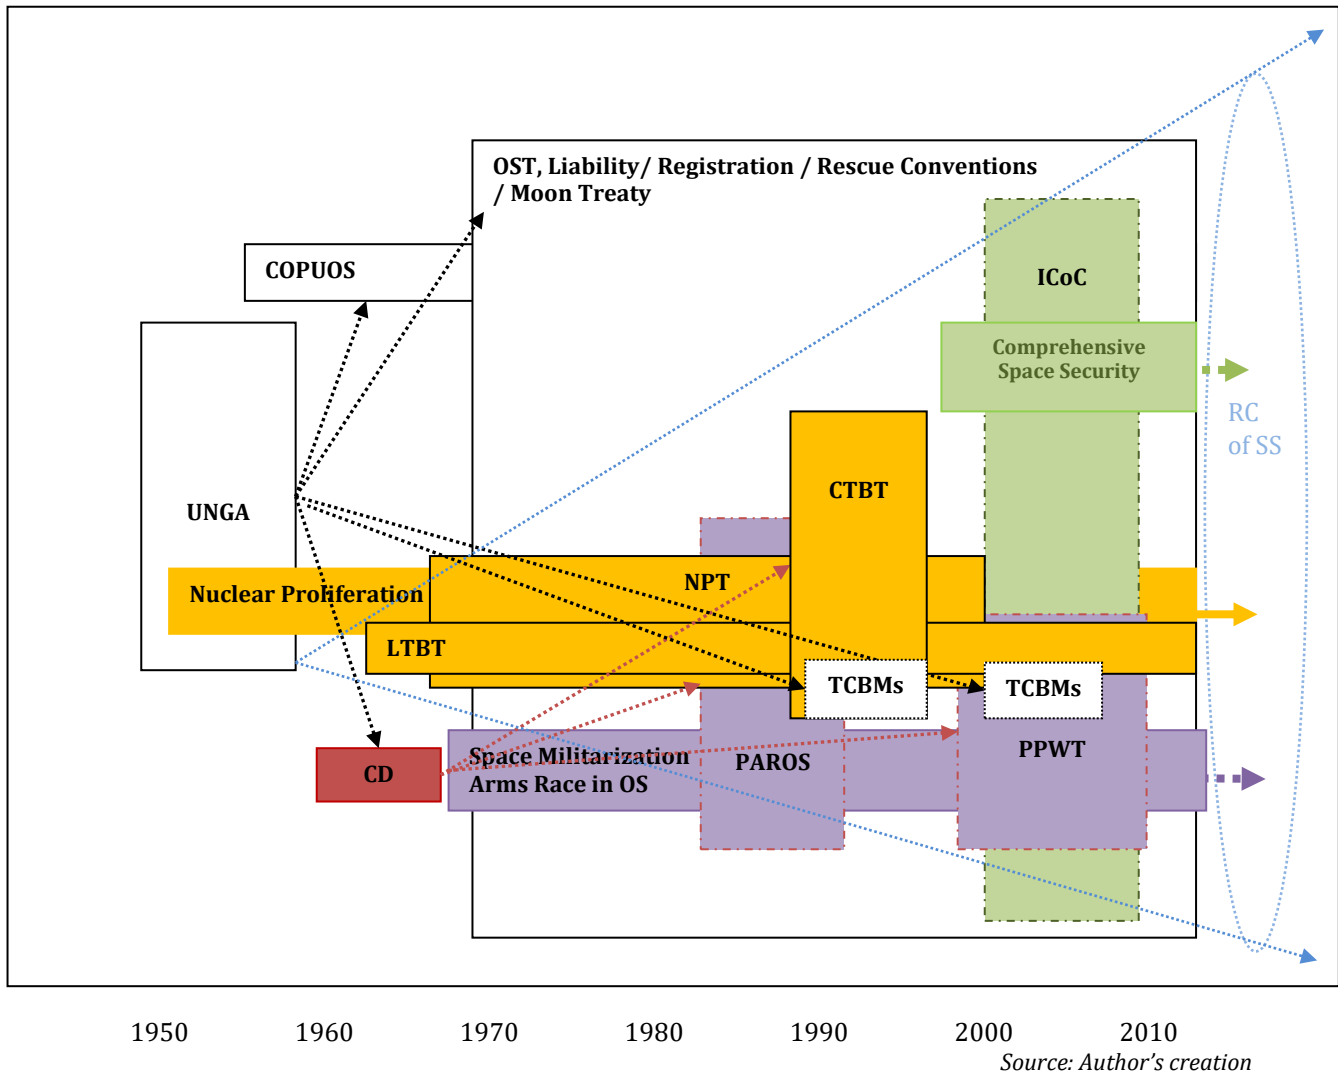 OST, Liability/ Registration / Rescue Conventions
/ Moon Treaty
COPUOS
ICoC
Comprehensive
Space Security
RC
of SS
CTBT
UNGA
NPT
Nuclear Proliferation
LTBT
TCBMs
TCBMs
Space Militarization
Arms Race in OS
PAROS
PPWT
CD
1950 1960 1970 1980 1990 2000 2010
Source: Author's creation